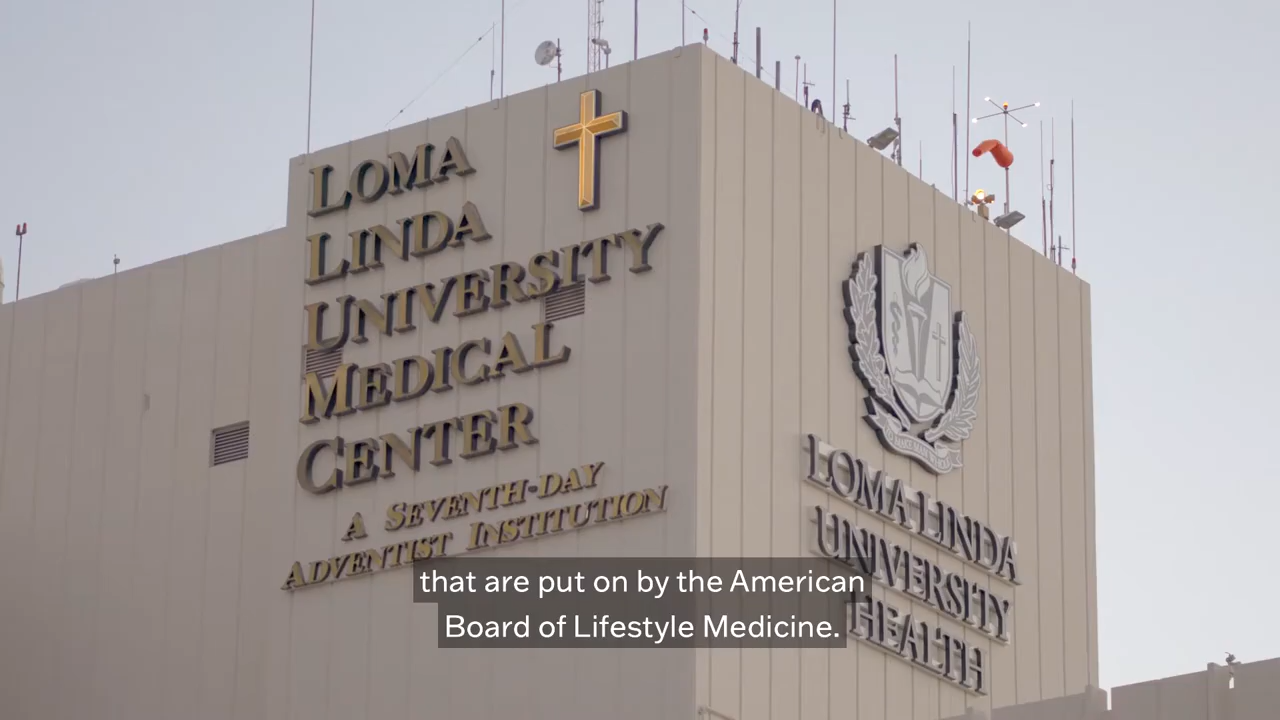 LOMA
LINDA
UNIVERSITY
MEDICAL
CENTER
A SEVENTH-DAY
ADVENTIST INSTITUTION
LOMA LINDA
UNIVERSITY
HEALTH
that are put on by the American
Board of Lifestyle Medicine.